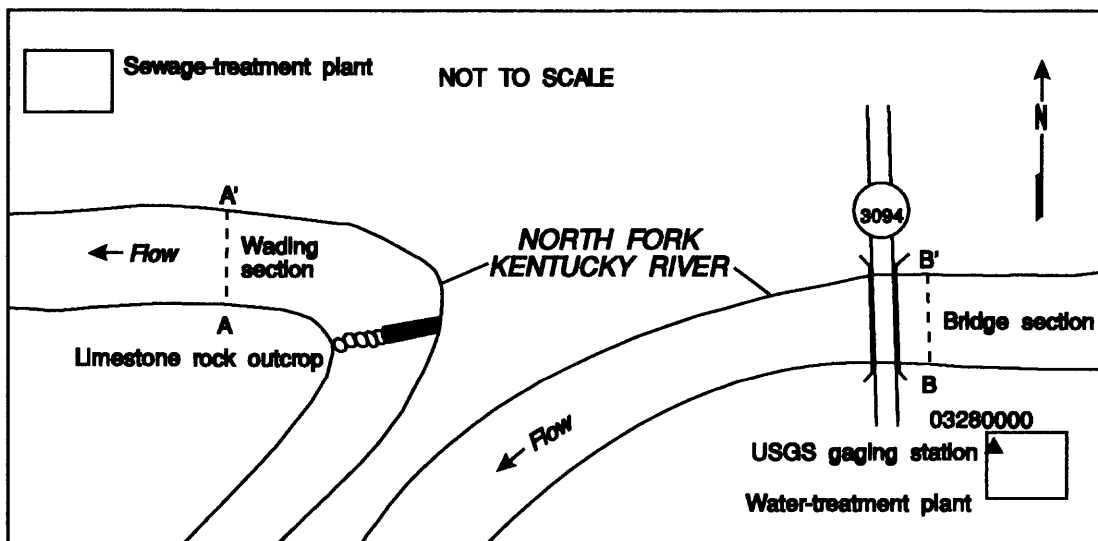 Sewage-treatment plant
NOT TO SCALE
N
A'
3094
Flow
Wading
section
NORTH FORK
KENTUCKY RIVER
B'
A
Bridge section
Limestone rock outcrop
B
Flow
03280000
USGS gaging station
Water-treatment plant